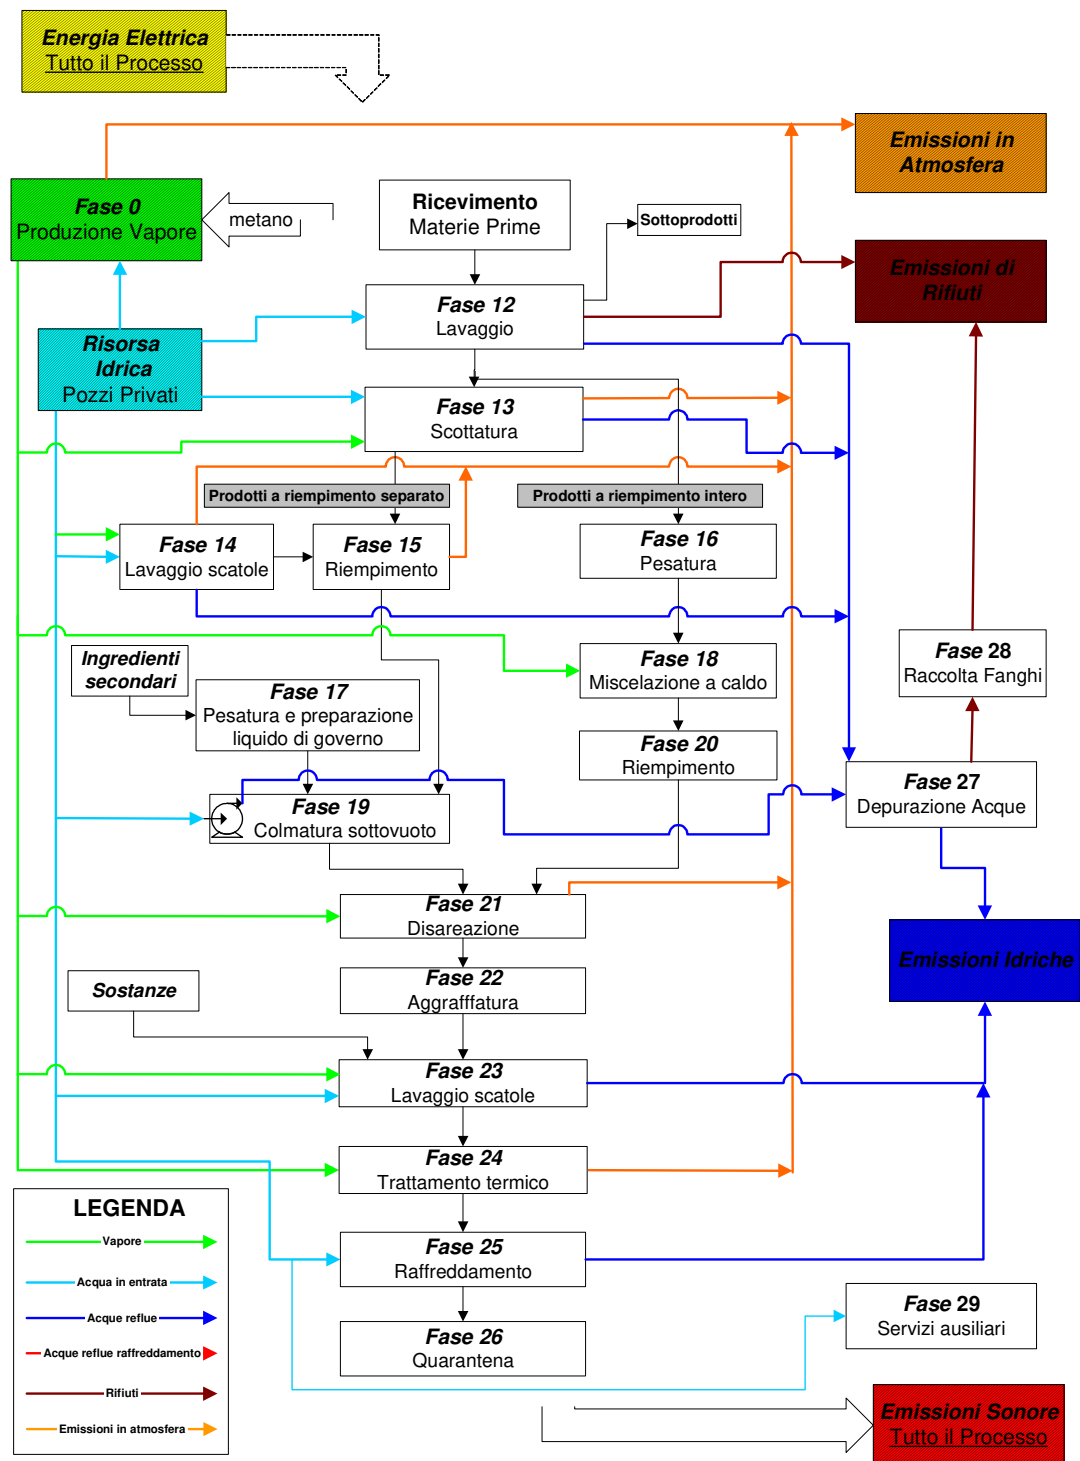 Energia Elettrica
Tutto il Processo
Emissioni in
Atmosfera
Fase 0
Produzione Vapore
metano
Ricevimento
Materie Prime
Sottoprodotti
Emissioni di
Rifiuti
Fase 12
Lavaggio
Risorsa
Idrica
Pozzi Privati
Fase 13
Scottatura
Prodotti a riempimento separato
Prodotti a riempimento intero
Fase 14
Lavaggio scatole
Fase 15
Riempimento
Fase 16
Pesatura
Ingredienti
secondari
Fase 17
Pesatura e preparazione
liquido di governo
Fase 18
Miscelazione a caldo
Fase 28
Raccolta Fanghi
Fase 20
Riempimento
Fase 19
Colmatura sottovuoto
Fase 27
Depurazione Acque
Fase 21
Disareazione
Emissioni Idriche
Sostanze
Fase 22
Aggrafffatura
Fase 23
Lavaggio scatole
Fase 24
Trattamento termico
LEGENDA
Vapore
Acqua in entrata
Acque reflue
Acque reflue raffreddamento
Rifiuti
Emissioni in atmosfera
Fase 25
Raffreddamento
Fase 26
Quarantena
Fase 29
Servizi ausiliari
Emissioni Sonore
Tutto il Processo